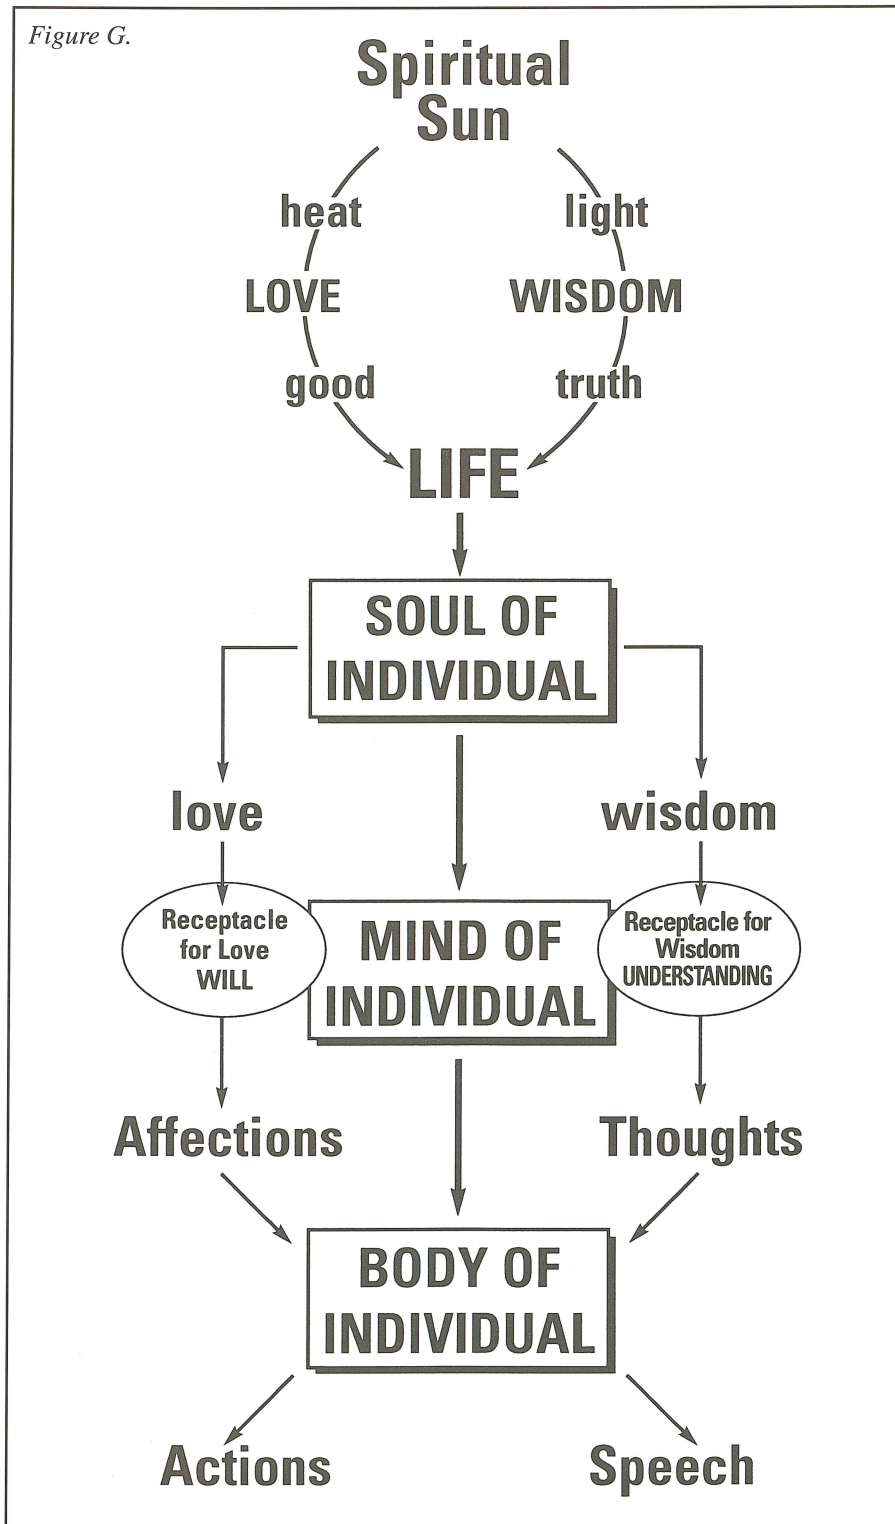 Figure G.
Spiritual
Sun
heat
light
LOVE
WISDOM
good
truth
LIFE
SOUL OF
INDIVIDUAL
love
wisdom
Receptacle
for Love
WILL
MIND OF
INDIVIDUAL
Receptacle for
Wisdom
UNDERSTANDING
Affections
Thoughts
BODY OF
INDIVIDUAL
Actions
Speech